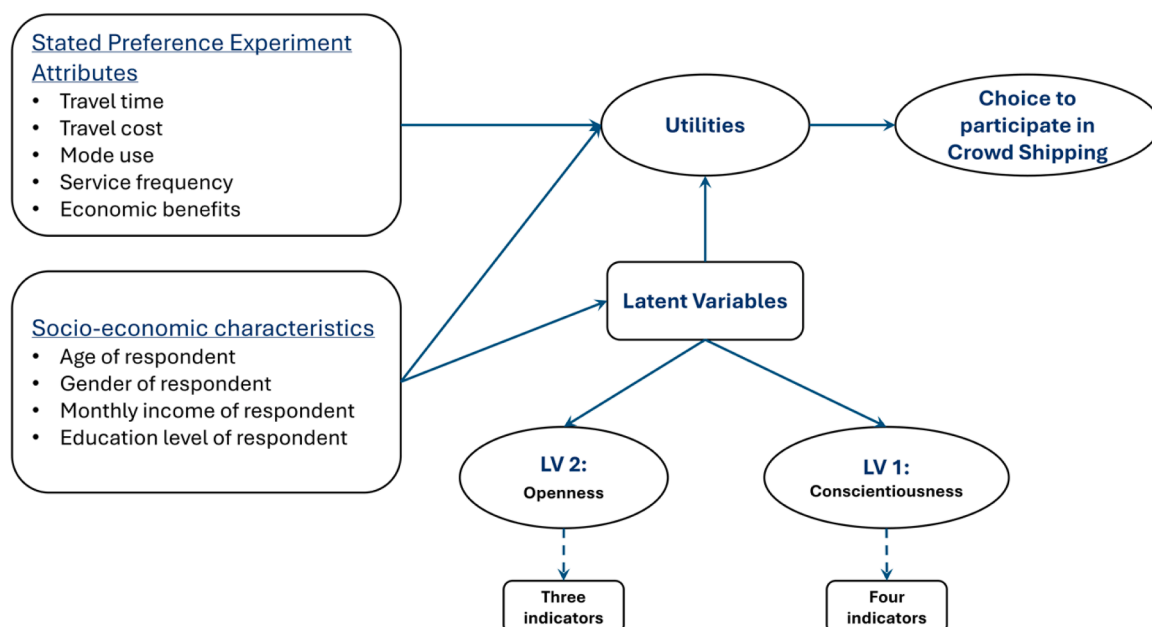 Stated Preference Experiment
Attributes
• Travel time
• Travel cost
• Mode use
• Service frequency
• Economic benefits
Utilities
Choice to
participate in
Crowd Shipping
Socio-economic characteristics
• Age of respondent
• Gender of respondent
• Monthly income of respondent
• Education level of respondent
Latent Variables
LV 2:
Openness
LV 1:
Conscientiousness
Three
indicators
Four
indicators